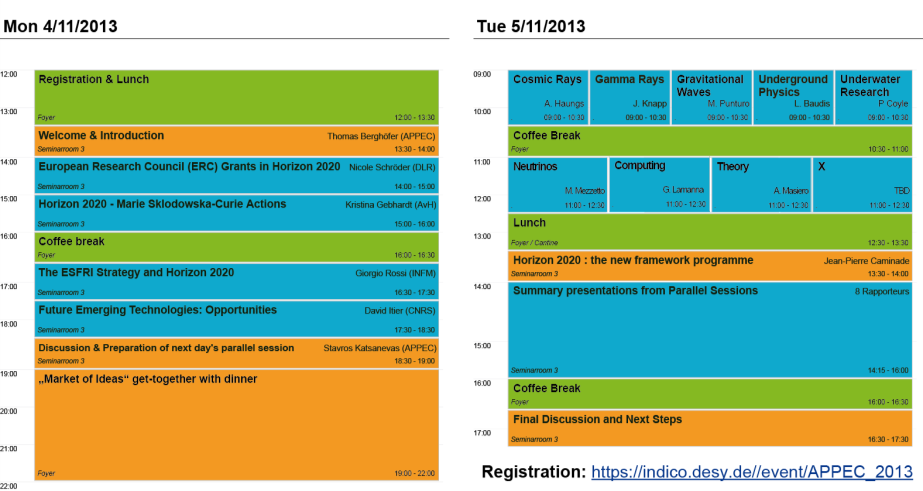 Mon 4/11/2013
12:00
Registration & Lunch
13:00
Foyer 12:00 - 13:30
Welcome & Introduction Thomas Berghöfer (APPEC)
Seminarroom 3 13:30 - 14:00
14:00
European Research Council (ERC) Grants in Horizon 2020 Nicole Schröder (DLR)
Seminarroom 3 14:00 - 15:00
15:00
Horizon 2020 - Marie Sklodowska-Curie Actions Kristina Gebhardt (AvH)
Seminarroom 3 15:00 - 16:00
16:00
Coffee break
Foyer 16:00 - 16:30
The ESFRI Strategy and Horizon 2020 Giorgio Rossi (INFM)
17:00
Seminarroom 3 16:30 - 17:30
Future Emerging Technologies: Opportunities David Itier (CNRS)
18:00
Seminarroom 3 17:30 - 18:30
Discussion & Preparation of next day's parallel session Stavros Katsanevas (APPEC)
Seminarroom 3 18:30 - 19:00
19:00
„Market of Ideas“ get-together with dinner
20:00
21:00
Foyer 19:00 - 22:00
22:00
Tue 5/11/2013
09:00
Cosmic Rays Gamma Rays Gravitational Underground Underwater
Waves Physics Research
A. Haungs J. Knapp M. Punturo L. Baudis P. Coyle
10:00
09:00 - 10:30 09:00 - 10:30 09:00 - 10:30 09:00 - 10:30 09:00 - 10:30
Coffee Break
Foyer 10:30 - 11:00
11:00
Neutrinos Computing Theory X
M. Mezzetto G. Lamanna A. Masiero TBD
12:00
11:00 - 12:30 11:00 - 12:30 11:00 - 12:30 11:00 - 12:30
Lunch
13:00
Foyer / Cantine 12:30 - 13:30
Horizon 2020 : the new framework programme Jean-Pierre Caminade
Seminarroom 3 13:30 - 14:00
14:00
Summary presentations from Parallel Sessions 8 Rapporteurs
15:00
Seminarroom 3 14:15 - 16:00
16:00
Coffee Break
Foyer 16:00 - 16:30
Final Discussion and Next Steps
17:00
Seminarroom 3 16:30 - 17:30
Registration: https://indico.desy.de//event/APPEC_2013